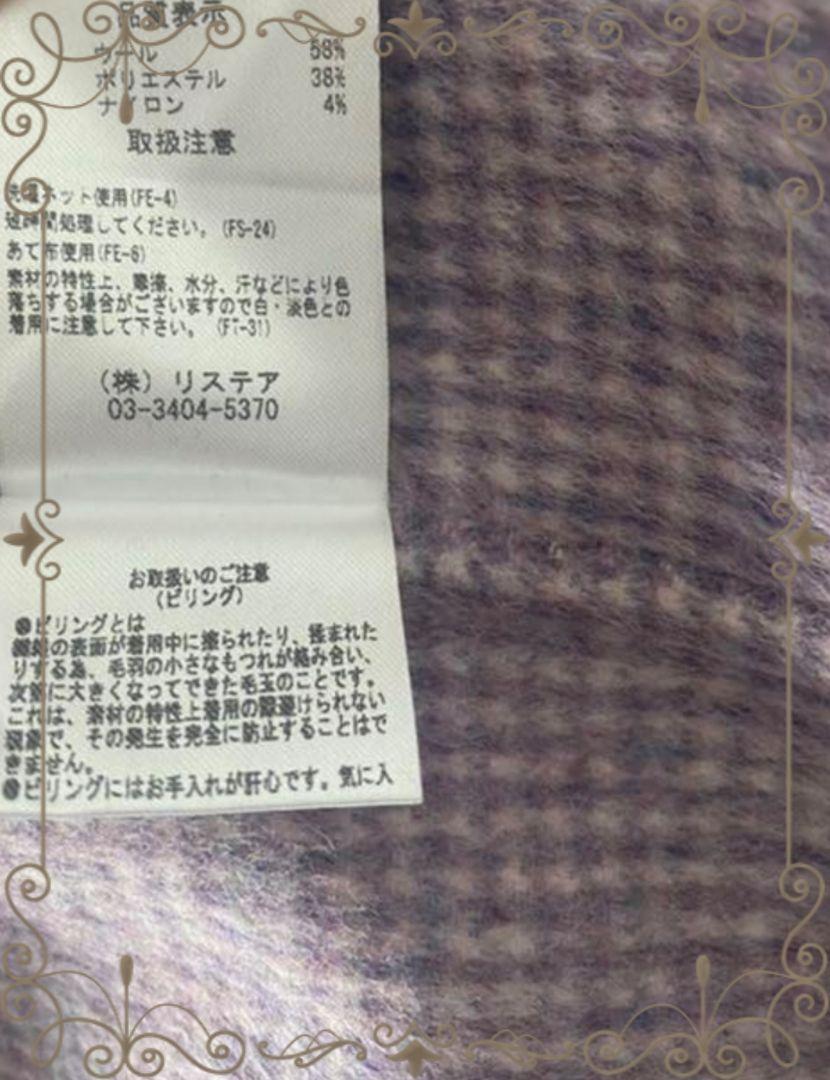 品質表示
ウール 58%
ポリエステル 38%
ナイロン 4%
取扱注意
洗濯ネット使用(FE-4)
短時間処理してください。(FS-24)
あて布使用(FE-6)
素材の特性上、摩擦、水分、汗などにより色
落ちする場合がございますので白・淡色との
着用に注意して下さい。(FT-31)
(株) リステア
03-3404-5370
お取扱いのご注意
(ピリング)
●ピリングとは
繊維の表面が着用中に擦られたり、揉まれた
りする為、毛羽の小さなもつれが絡み合い、
次第に大きくなってできた毛玉のことです。
これは、素材の特性上着用の際避けられない
現象で、その発生を完全に防止することはで
きません。
●ピリングにはお手入れが肝心です。気に入